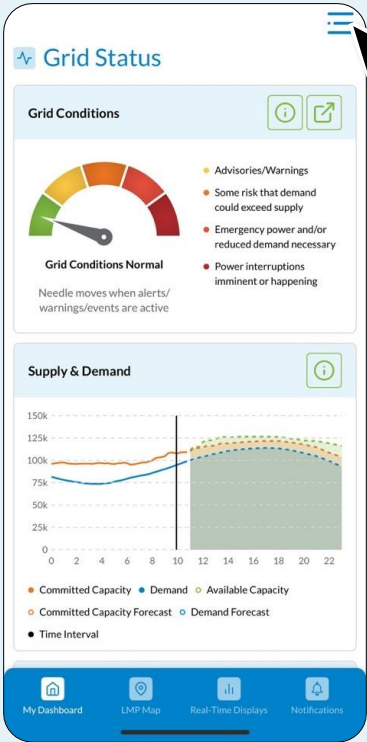 Grid Status
Grid Conditions
Advisories/Warnings
Some risk that demand
could exceed supply
Emergency power and/or
reduced demand necessary
Power interruptions
imminent or happening
Grid Conditions Normal
Needle moves when alerts/
warnings/events are active
Supply & Demand
150k
125k
100k
75k
50k
25k
0
0 2 4 6 8 10 12 14 16 18 20 22
Committed Capacity Demand Available Capacity
Committed Capacity Forecast Demand Forecast
Time Interval
My Dashboard LMP Map Real-Time Displays Notifications